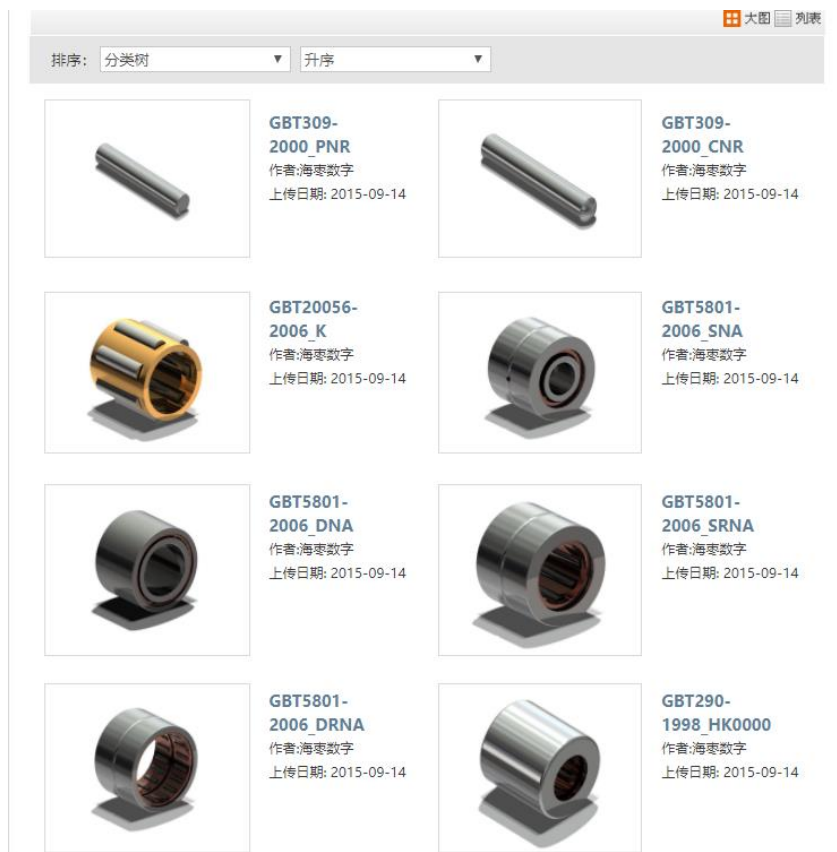 大图 列表
排序: 分类树 ▼ 升序 ▼
GBT309-
2000_PNR
作者:海枣数字
上传日期: 2015-09-14
GBT309-
2000_CNR
作者:海枣数字
上传日期: 2015-09-14
GBT20056-
2006_K
作者:海枣数字
上传日期: 2015-09-14
GBT5801-
2006_SNA
作者:海枣数字
上传日期: 2015-09-14
GBT5801-
2006_DNA
作者:海枣数字
上传日期: 2015-09-14
GBT5801-
2006_SRNA
作者:海枣数字
上传日期: 2015-09-14
GBT5801-
2006_DRNA
作者:海枣数字
上传日期: 2015-09-14
GBT290-
1998_HK0000
作者:海枣数字
上传日期: 2015-09-14